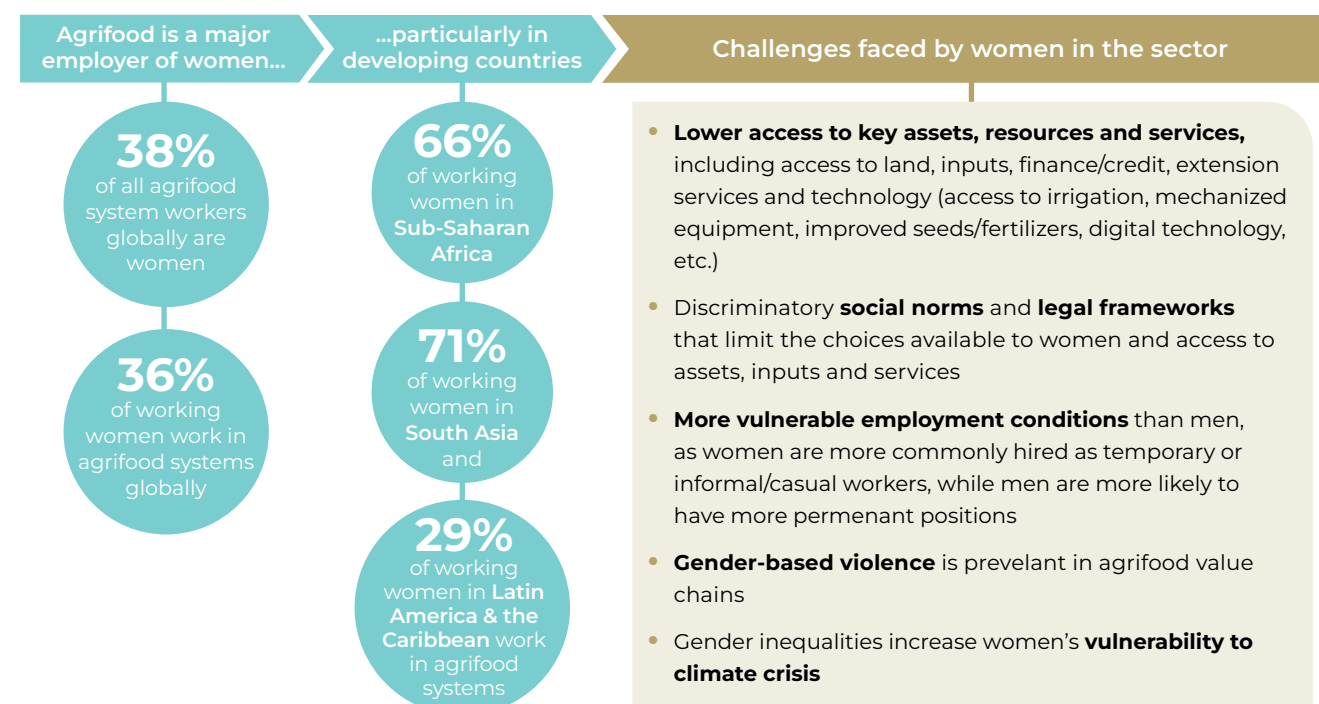 Agrifood is a major
employer of women...
...particularly in
developing countries
Challenges faced by women in the sector
38%
of all agrifood
system workers
globally are
women
36%
of working
women work in
agrifood systems
globally
66%
of working
women in
Sub-Saharan
Africa
71%
of working
women in
South Asia
and
29%
of working
women in Latin
America & the
Caribbean work
in agrifood
systems
• Lower access to key assets, resources and services,
including access to land, inputs, finance/credit, extension
services and technology (access to irrigation, mechanized
equipment, improved seeds/fertilizers, digital technology,
etc.)
• Discriminatory social norms and legal frameworks
that limit the choices available to women and access to
assets, inputs and services
• More vulnerable employment conditions than men,
as women are more commonly hired as temporary or
informal/casual workers, while men are more likely to
have more permenant positions
• Gender-based violence is prevelant in agrifood value
chains
• Gender inequalities increase women’s vulnerability to
climate crisis